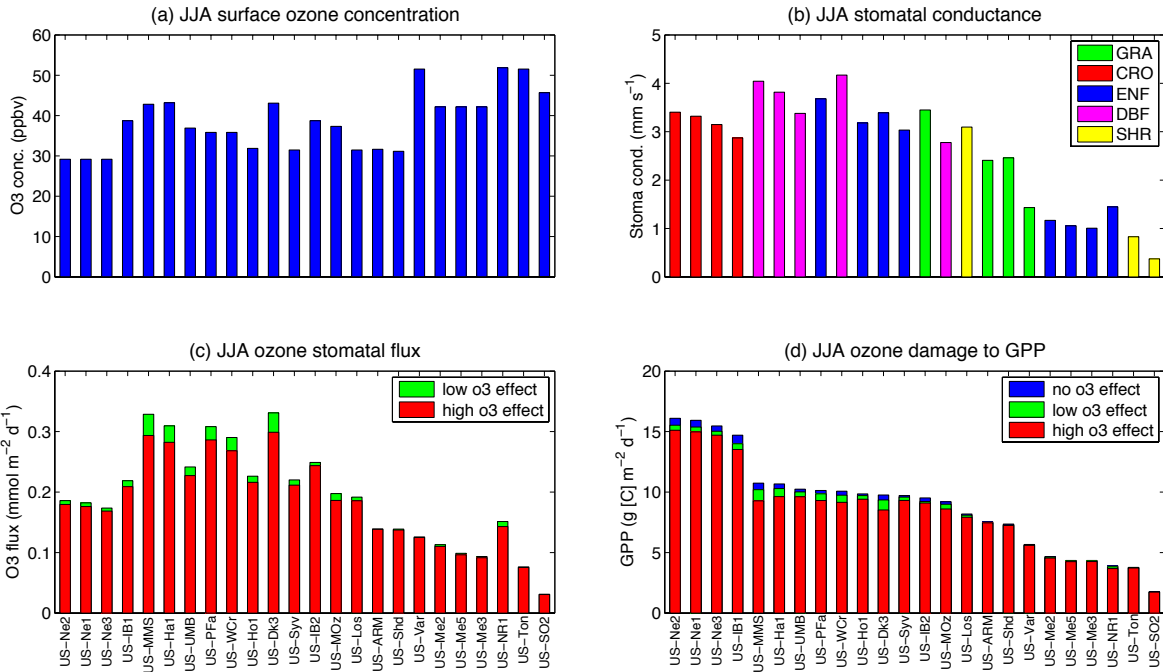 (a) JJA surface ozone concentration
60
50
40
30
20
10
0
O3 conc. (ppbv)
(b) JJA stomatal conductance
5
4
3
2
1
0
Stoma cond. (mm s⁻¹)
GRA
CRO
ENF
DBF
SHR
(c) JJA ozone stomatal flux
0.4
0.3
0.2
0.1
0
O3 flux (mmol m⁻² d⁻¹)
low o3 effect
high o3 effect
US−Ne2
US−Ne1
US−Ne3
US−IB1
US−MMS
US−Ha1
US−UMB
US−PFa
US−WCr
US−Ho1
US−Dk3
US−Syv
US−IB2
US−MOz
US−Los
US−ARM
US−Shd
US−Var
US−Me2
US−Me5
US−Me3
US−NR1
US−Ton
US−SO2
(d) JJA ozone damage to GPP
20
15
10
5
0
GPP (g [C] m⁻² d⁻¹)
no o3 effect
low o3 effect
high o3 effect
US−Ne2
US−Ne1
US−Ne3
US−IB1
US−MMS
US−Ha1
US−UMB
US−PFa
US−WCr
US−Ho1
US−Dk3
US−Syv
US−IB2
US−MOz
US−Los
US−ARM
US−Shd
US−Var
US−Me2
US−Me5
US−Me3
US−NR1
US−Ton
US−SO2